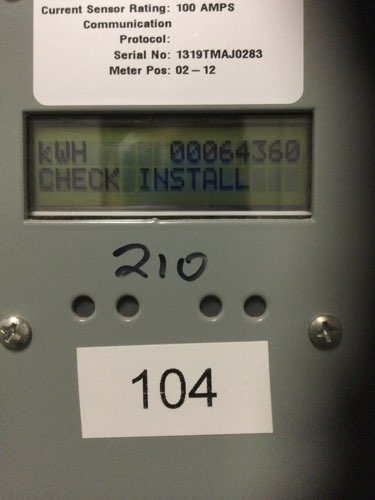 Current Sensor Rating: 100 AMPS
Communication
Protocol:
Serial No: 1319TMAJ0283
Meter Pos: 02-12
kWH 00064360
CHECK INSTALL
210
104